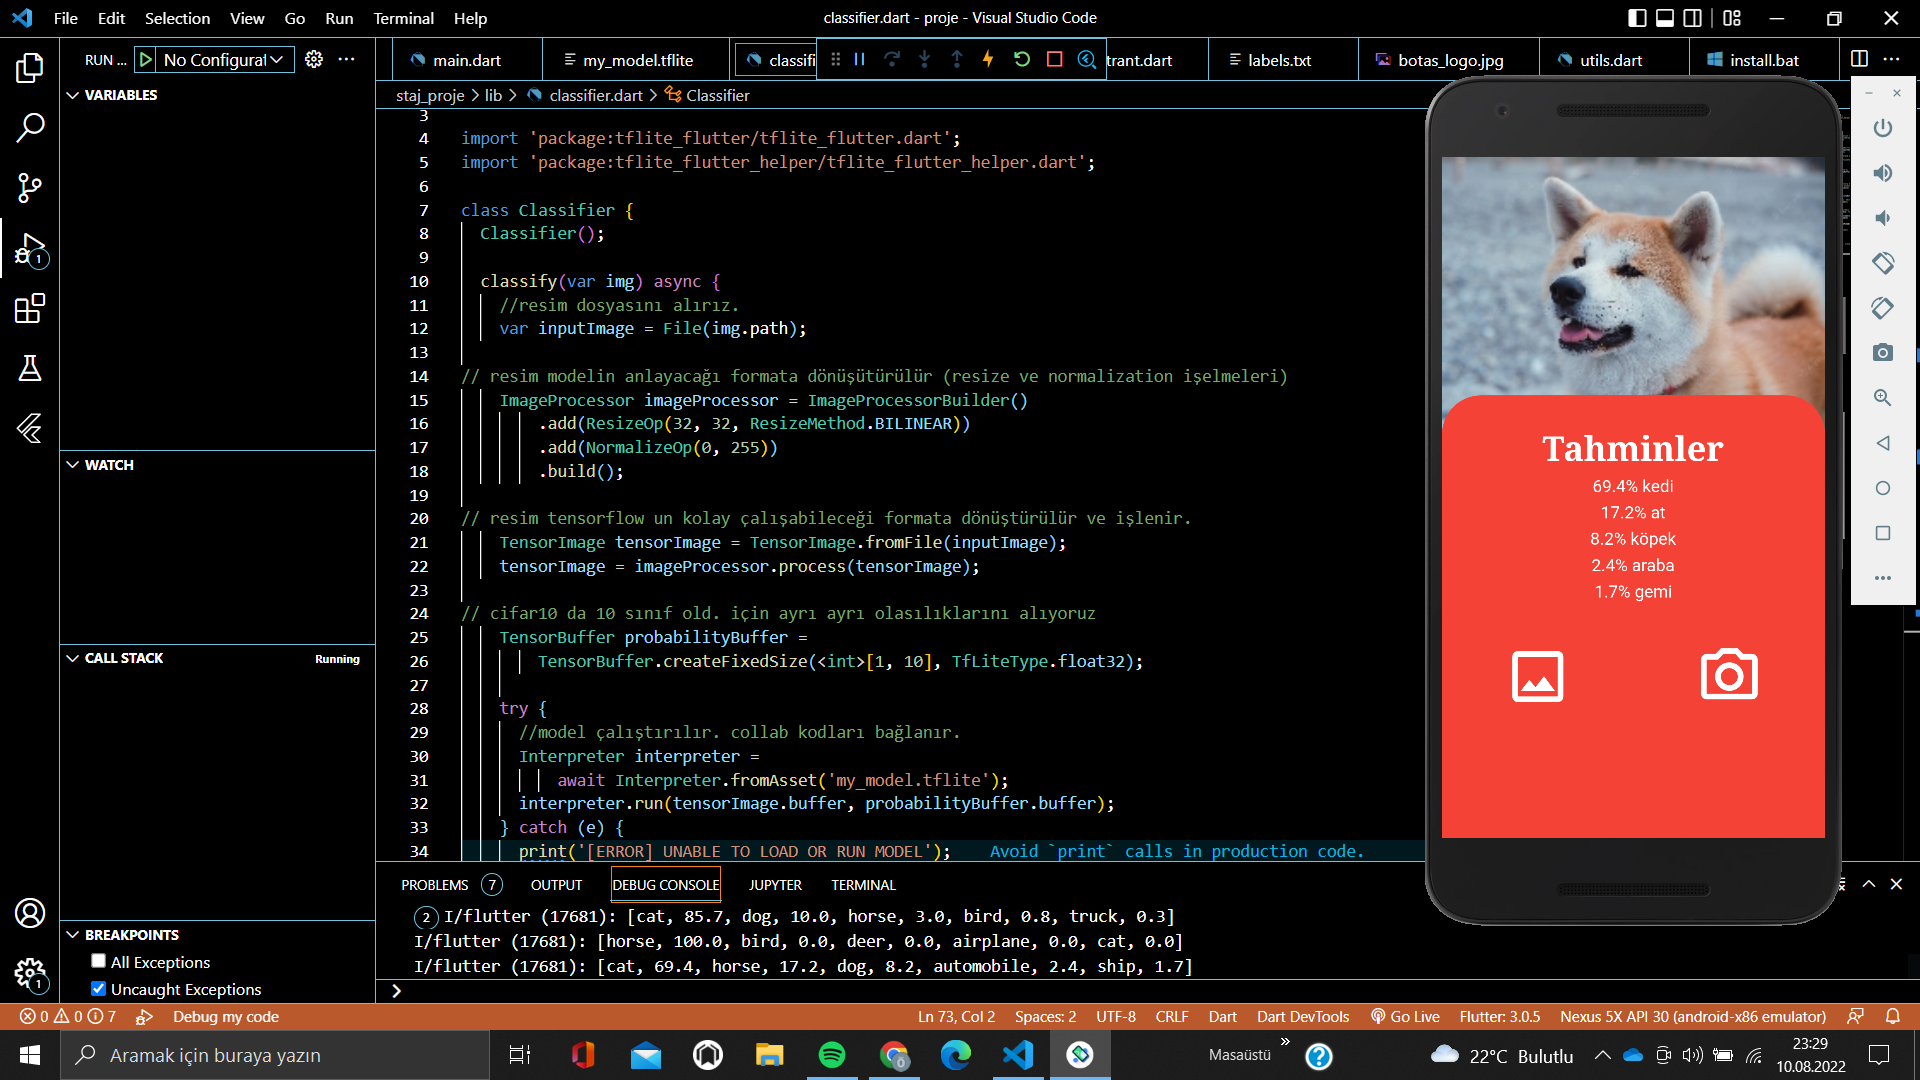 File Edit Selection View Go Run Terminal Help
classifier.dart - proje - Visual Studio Code
RUN ... No Configurat
main.dart
my_model.tflite
classifi
trant.dart
labels.txt
botas_logo.jpg
utils.dart
install.bat
VARIABLES
WATCH
CALL STACK Running
BREAKPOINTS
All Exceptions
Uncaught Exceptions
staj_proje > lib > classifier.dart > Classifier
3
4 import 'package:tflite_flutter/tflite_flutter.dart';
5 import 'package:tflite_flutter_helper/tflite_flutter_helper.dart';
6
7 class Classifier {
8 Classifier();
9
10 classify(var img) async {
11 //resim dosyasını alırız.
12 var inputImage = File(img.path);
13
14 // resim modelin anlayacağı formata dönüşütürülür (resize ve normalization işelmeleri)
15 ImageProcessor imageProcessor = ImageProcessorBuilder()
16 .add(ResizeOp(32, 32, ResizeMethod.BILINEAR))
17 .add(NormalizeOp(0, 255))
18 .build();
19
20 // resim tensorflow un kolay çalışabileceği formata dönüştürülür ve işlenir.
21 TensorImage tensorImage = TensorImage.fromFile(inputImage);
22 tensorImage = imageProcessor.process(tensorImage);
23
24 // cifar10 da 10 sınıf old. için ayrı ayrı olasılıklarını alıyoruz
25 TensorBuffer probabilityBuffer =
26 TensorBuffer.createFixedSize(<int>[1, 10], TfLiteType.float32);
27
28 try {
29 //model çalıştırılır. collab kodları bağlanır.
30 Interpreter interpreter =
31 await Interpreter.fromAsset('my_model.tflite');
32 interpreter.run(tensorImage.buffer, probabilityBuffer.buffer);
33 } catch (e) {
34 print('[ERROR] UNABLE TO LOAD OR RUN MODEL'); Avoid `print` calls in production code.
Tahminler
69.4% kedi
17.2% at
8.2% köpek
2.4% araba
1.7% gemi
PROBLEMS 7 OUTPUT DEBUG CONSOLE JUPYTER TERMINAL
2 I/flutter (17681): [cat, 85.7, dog, 10.0, horse, 3.0, bird, 0.8, truck, 0.3]
I/flutter (17681): [horse, 100.0, bird, 0.0, deer, 0.0, airplane, 0.0, cat, 0.0]
I/flutter (17681): [cat, 69.4, horse, 17.2, dog, 8.2, automobile, 2.4, ship, 1.7]
1
1
0 0 7 Debug my code Ln 73, Col 2 Spaces: 2 UTF-8 CRLF Dart Dart DevTools Go Live Flutter: 3.0.5 Nexus 5X API 30 (android-x86 emulator)
Aramak için buraya yazın
Masaüstü
22°C Bulutlu
23:29
10.08.2022